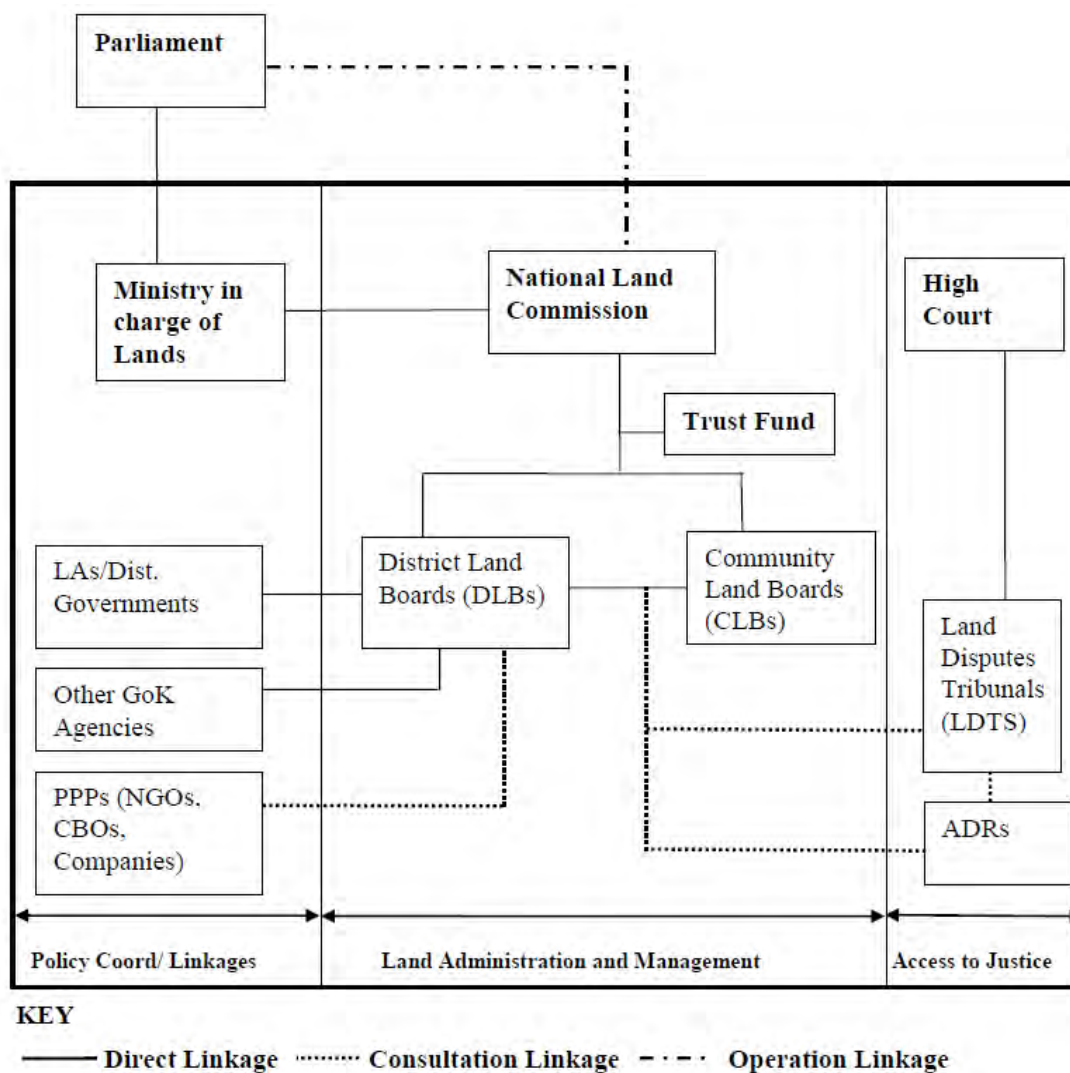 Parliament
Ministry in
charge of
Lands
National Land
Commission
High
Court
Trust Fund
LAs/Dist.
Governments
District Land
Boards (DLBs)
Community
Land Boards
(CLBs)
Land
Disputes
Tribunals
(LDTS)
Other GoK
Agencies
PPPs (NGOs,
CBOs,
Companies)
ADRs
Policy Coord/ Linkages
Land Administration and Management
Access to Justice
KEY
Direct Linkage
Consultation Linkage
Operation Linkage